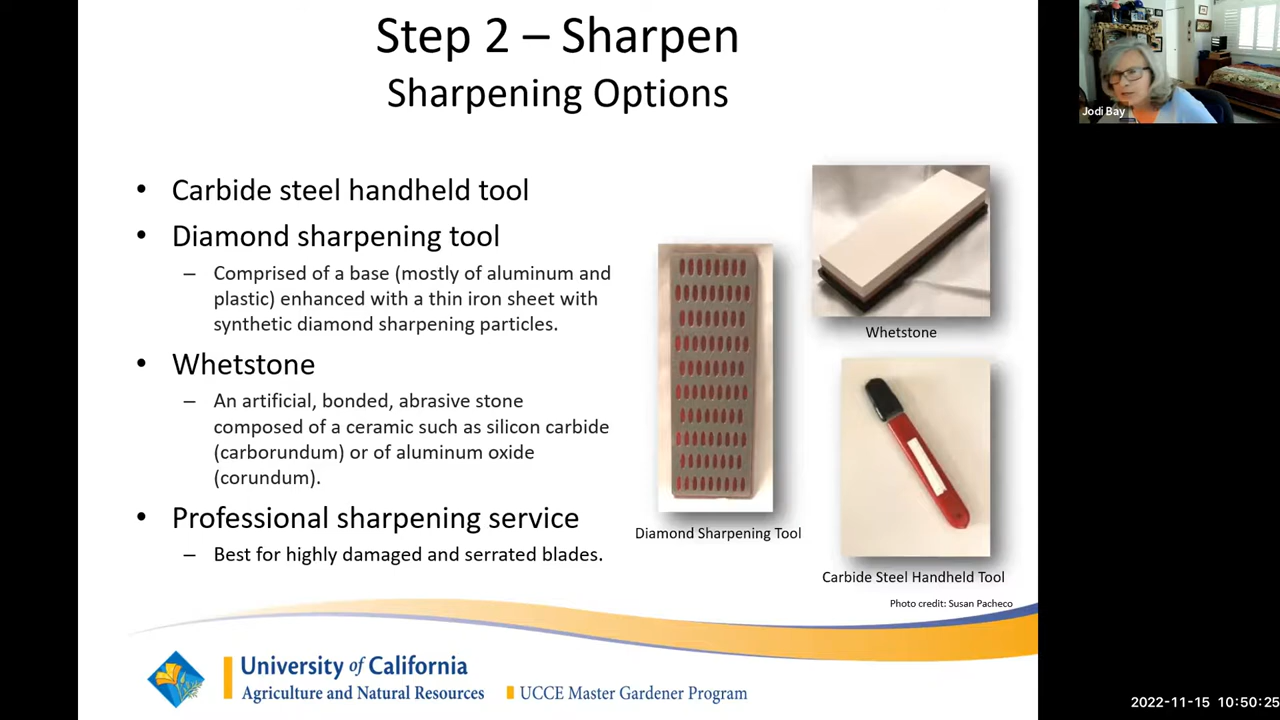 Step 2 – Sharpen
Sharpening Options
• Carbide steel handheld tool
• Diamond sharpening tool
– Comprised of a base (mostly of aluminum and
plastic) enhanced with a thin iron sheet with
synthetic diamond sharpening particles.
• Whetstone
– An artificial, bonded, abrasive stone
composed of a ceramic such as silicon carbide
(carborundum) or of aluminum oxide
(corundum).
• Professional sharpening service
– Best for highly damaged and serrated blades.
Whetstone
Diamond Sharpening Tool
Carbide Steel Handheld Tool
Photo credit: Susan Pacheco
University of California
Agriculture and Natural Resources
UCCE Master Gardener Program
Jodi Bay
2022-11-15 10:50:25